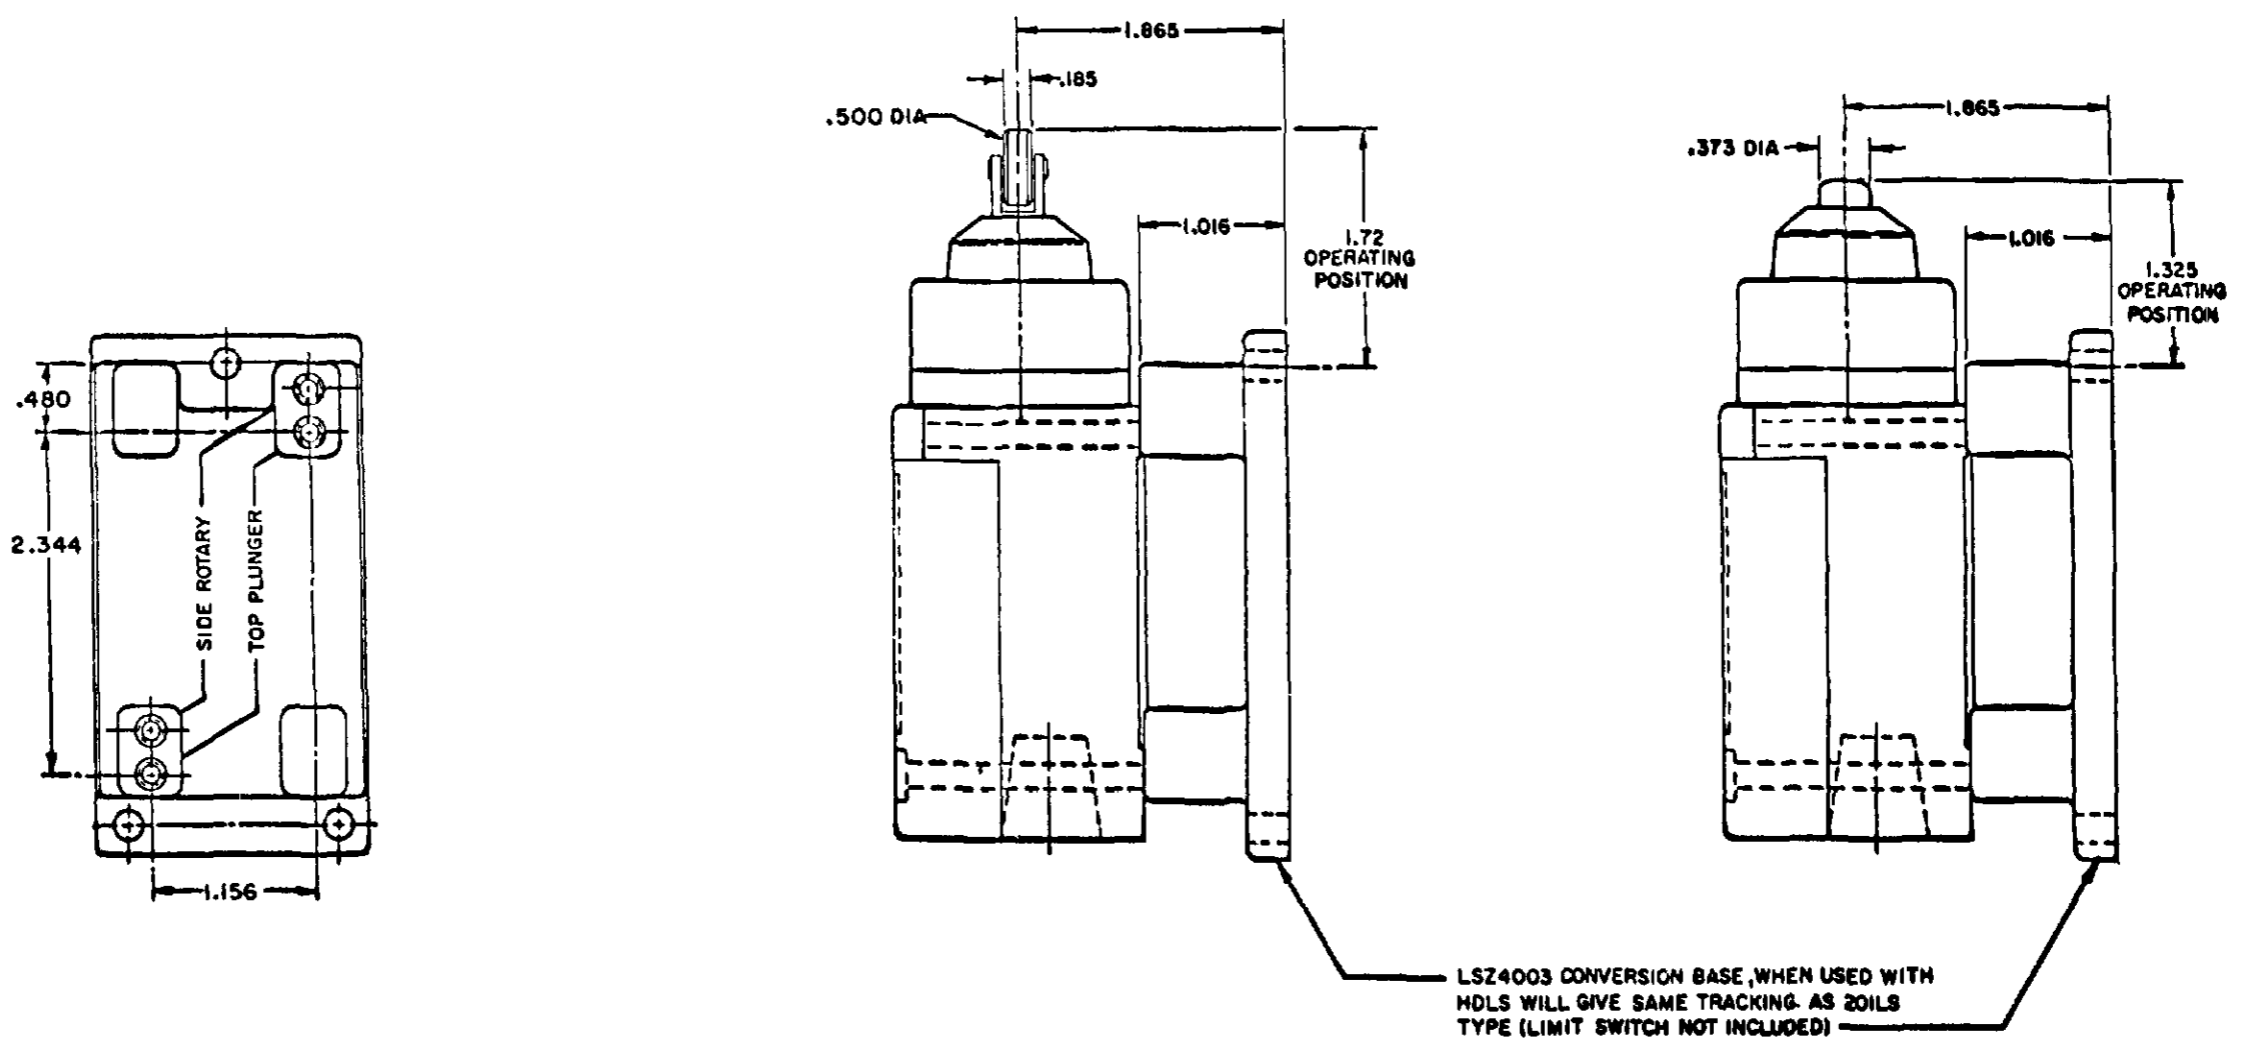 .480
2.344
SIDE ROTARY
TOP PLUNGER
1.156
1.865
.185
.500 DIA
1.016
1.72
OPERATING
POSITION
1.865
.373 DIA
1.016
1.325
OPERATING
POSITION
LSZ4003 CONVERSION BASE, WHEN USED WITH
HDLS WILL GIVE SAME TRACKING AS 201LS
TYPE (LIMIT SWITCH NOT INCLUDED)